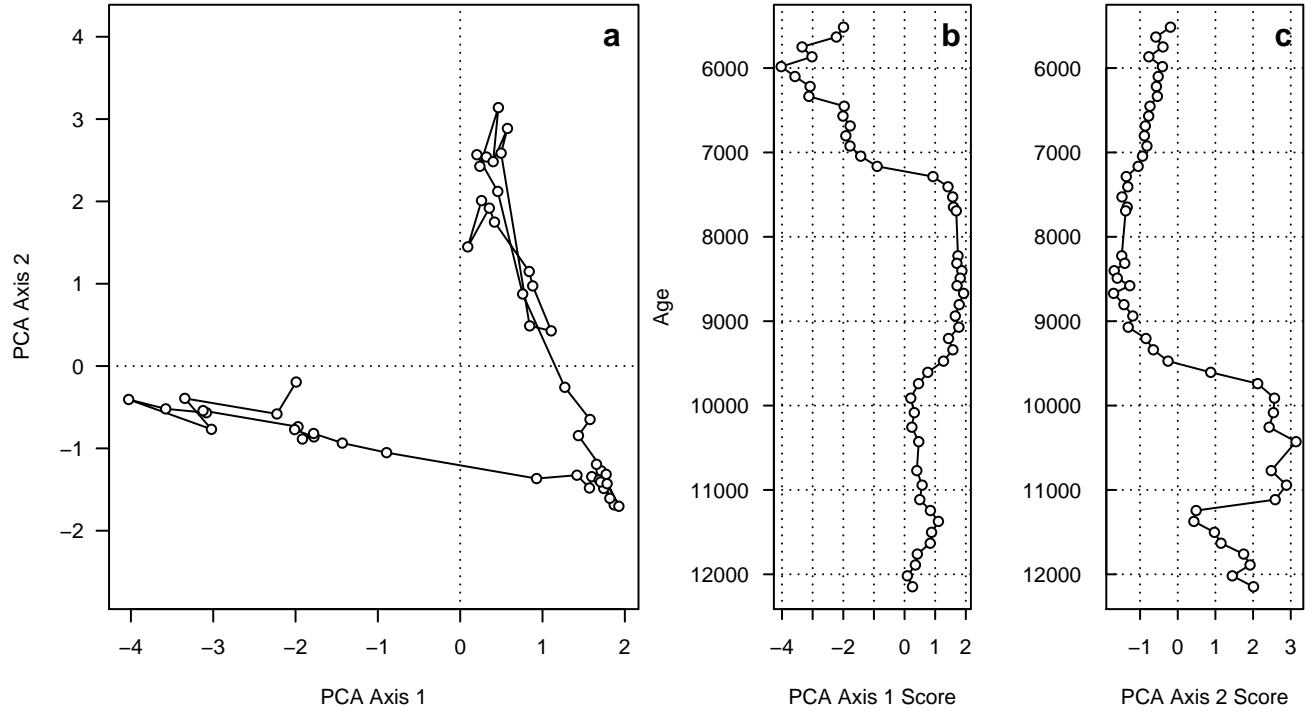 a
4
3
2
1
0
−1
−2
PCA Axis 2
−4 −3 −2 −1 0 1 2
PCA Axis 1
b
6000
7000
8000
9000
10000
11000
12000
Age
−4 −2 0 1 2
PCA Axis 1 Score
c
6000
7000
8000
9000
10000
11000
12000
−1 0 1 2 3
PCA Axis 2 Score